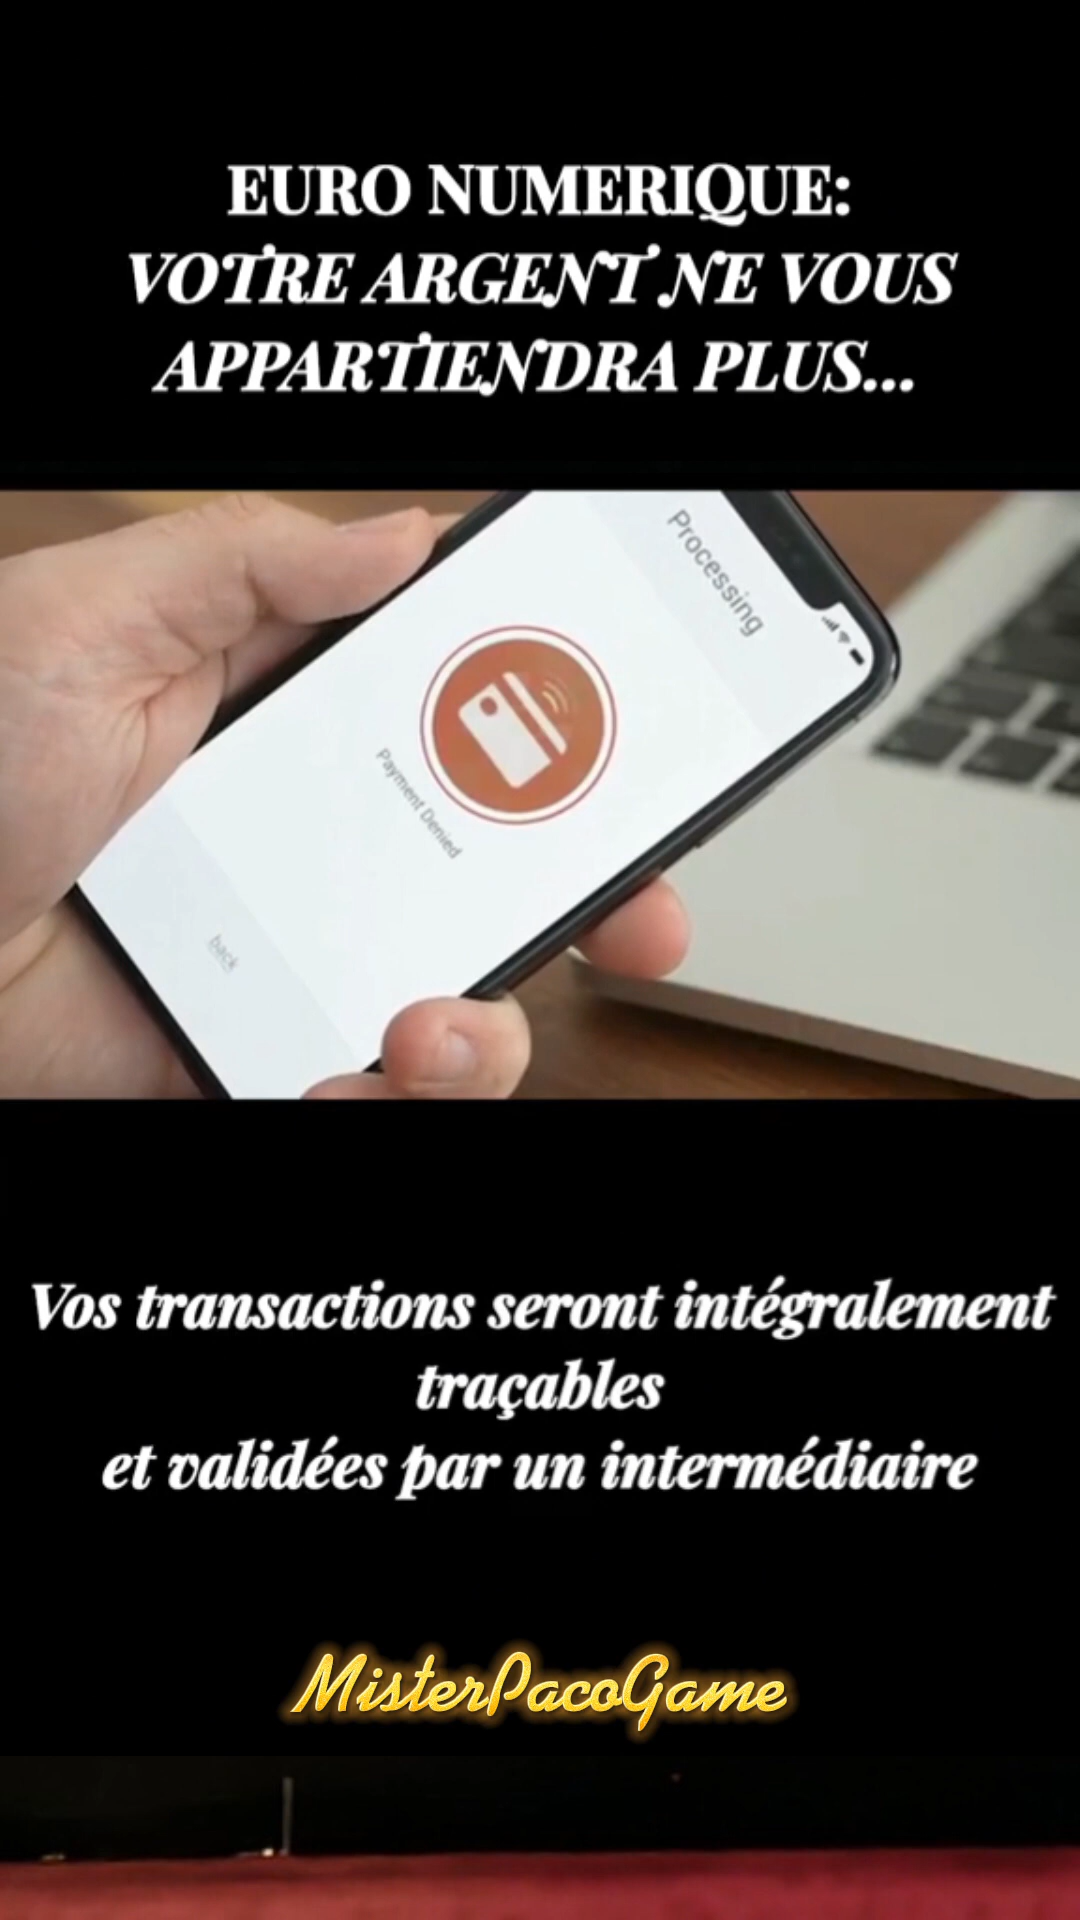 EURO NUMERIQUE:
VOTRE ARGENT NE VOUS
APPARTIENDRA PLUS...
Processing
Payment Denied
back
Vos transactions seront intégralement
traçables
et validées par un intermédiaire
MisterPacoGame